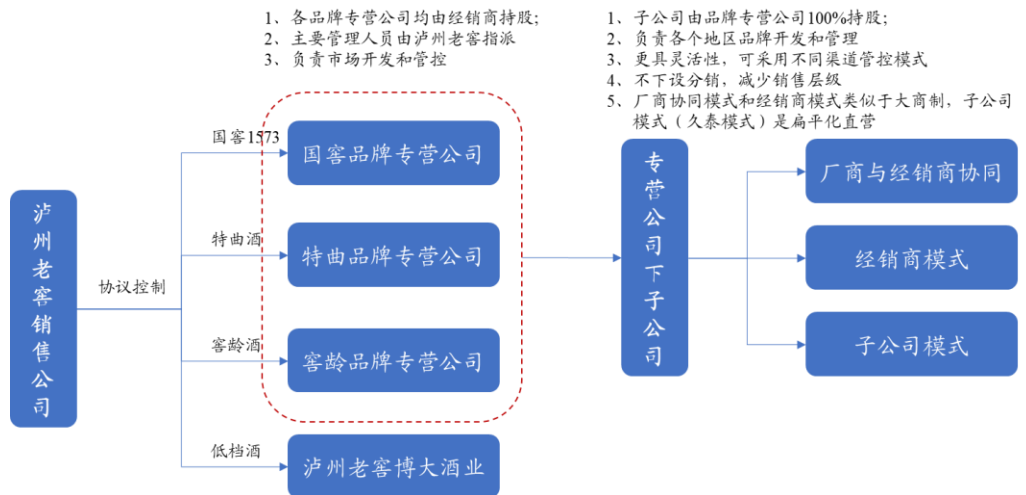 1、各品牌专营公司均由经销商持股;
2、主要管理人员由泸州老窖指派
3、负责市场开发和管控
1、子公司由品牌专营公司100%持股;
2、负责各个地区品牌开发和管理
3、更具灵活性，可采用不同渠道管控模式
4、不下设分销，减少销售层级
5、厂商协同模式和经销商模式类似于大商制，子公司
模式（久泰模式）是扁平化直营
泸州老窖销售公司
协议控制
国窖1573
国窖品牌专营公司
特曲酒
特曲品牌专营公司
窖龄酒
窖龄品牌专营公司
低档酒
泸州老窖博大酒业
专营公司下子公司
厂商与经销商协同
经销商模式
子公司模式